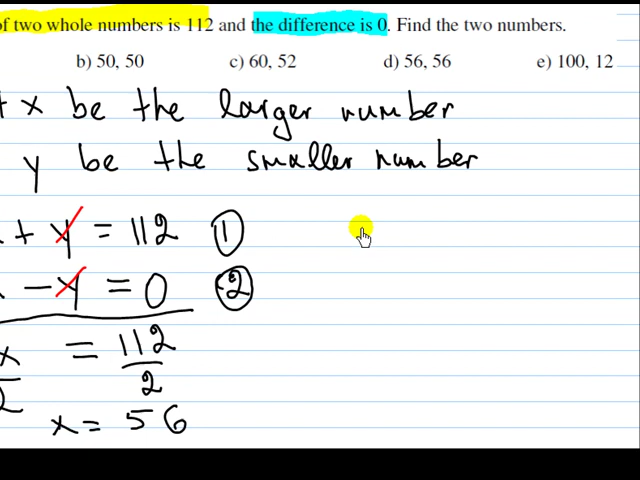 of two whole numbers is 112 and the difference is 0. Find the two numbers.
b) 50, 50 c) 60, 52 d) 56, 56 e) 100, 12
x be the larger number
y be the smaller number
+ y = 112 ①
- y = 0 ②
x = 112
2 2
x = 56